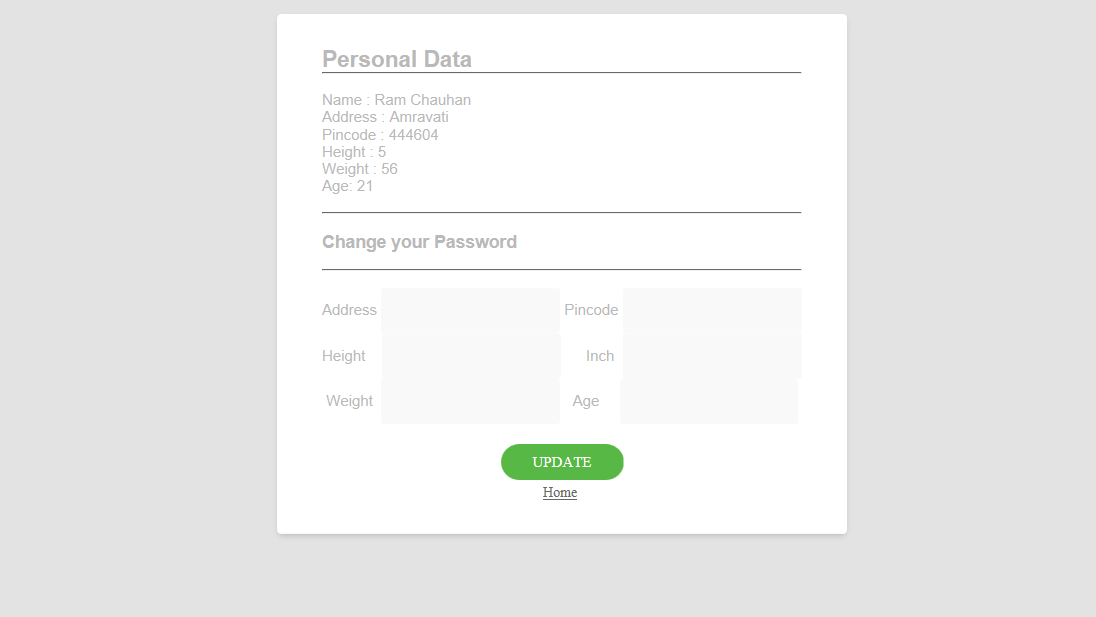 Personal Data
Name : Ram Chauhan
Address : Amravati
Pincode : 444604
Height : 5
Weight : 56
Age: 21
Change your Password
Address Pincode
Height Inch
Weight Age
UPDATE
Home